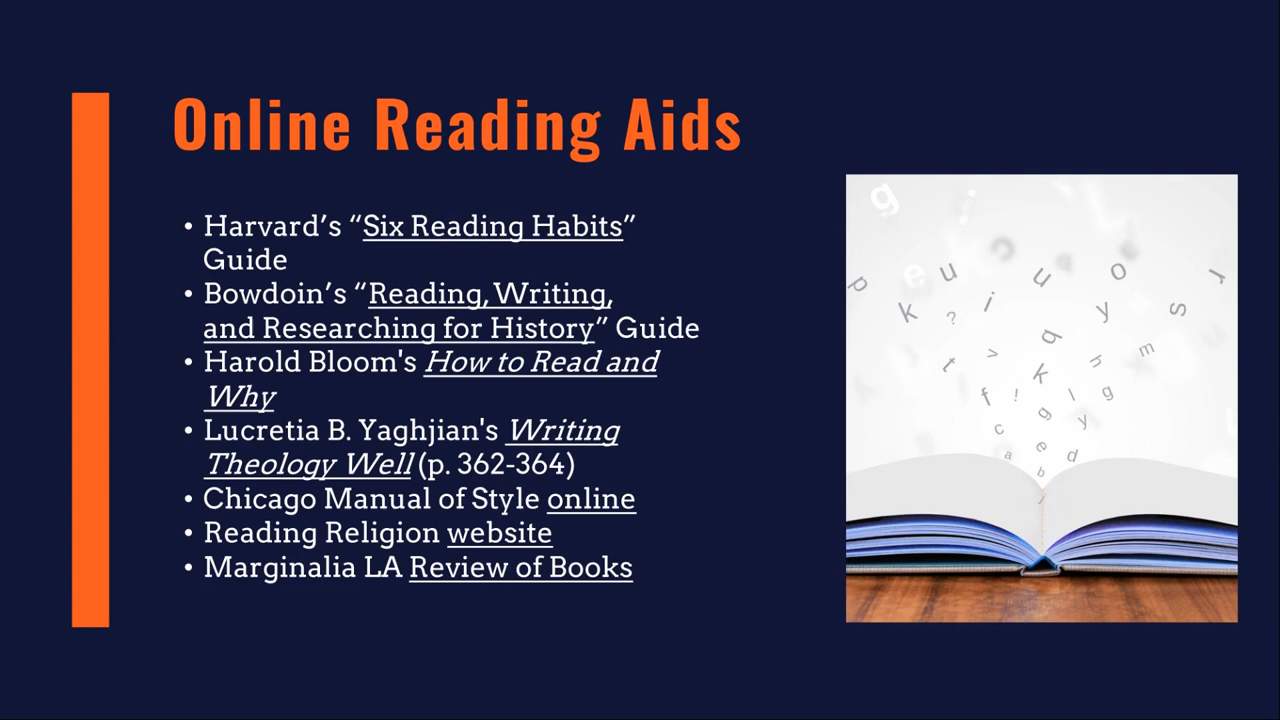 Online Reading Aids
• Harvard’s “Six Reading Habits”
Guide
• Bowdoin’s “Reading, Writing,
and Researching for History” Guide
• Harold Bloom's How to Read and
Why
• Lucretia B. Yaghjian's Writing
Theology Well (p. 362-364)
• Chicago Manual of Style online
• Reading Religion website
• Marginalia LA Review of Books